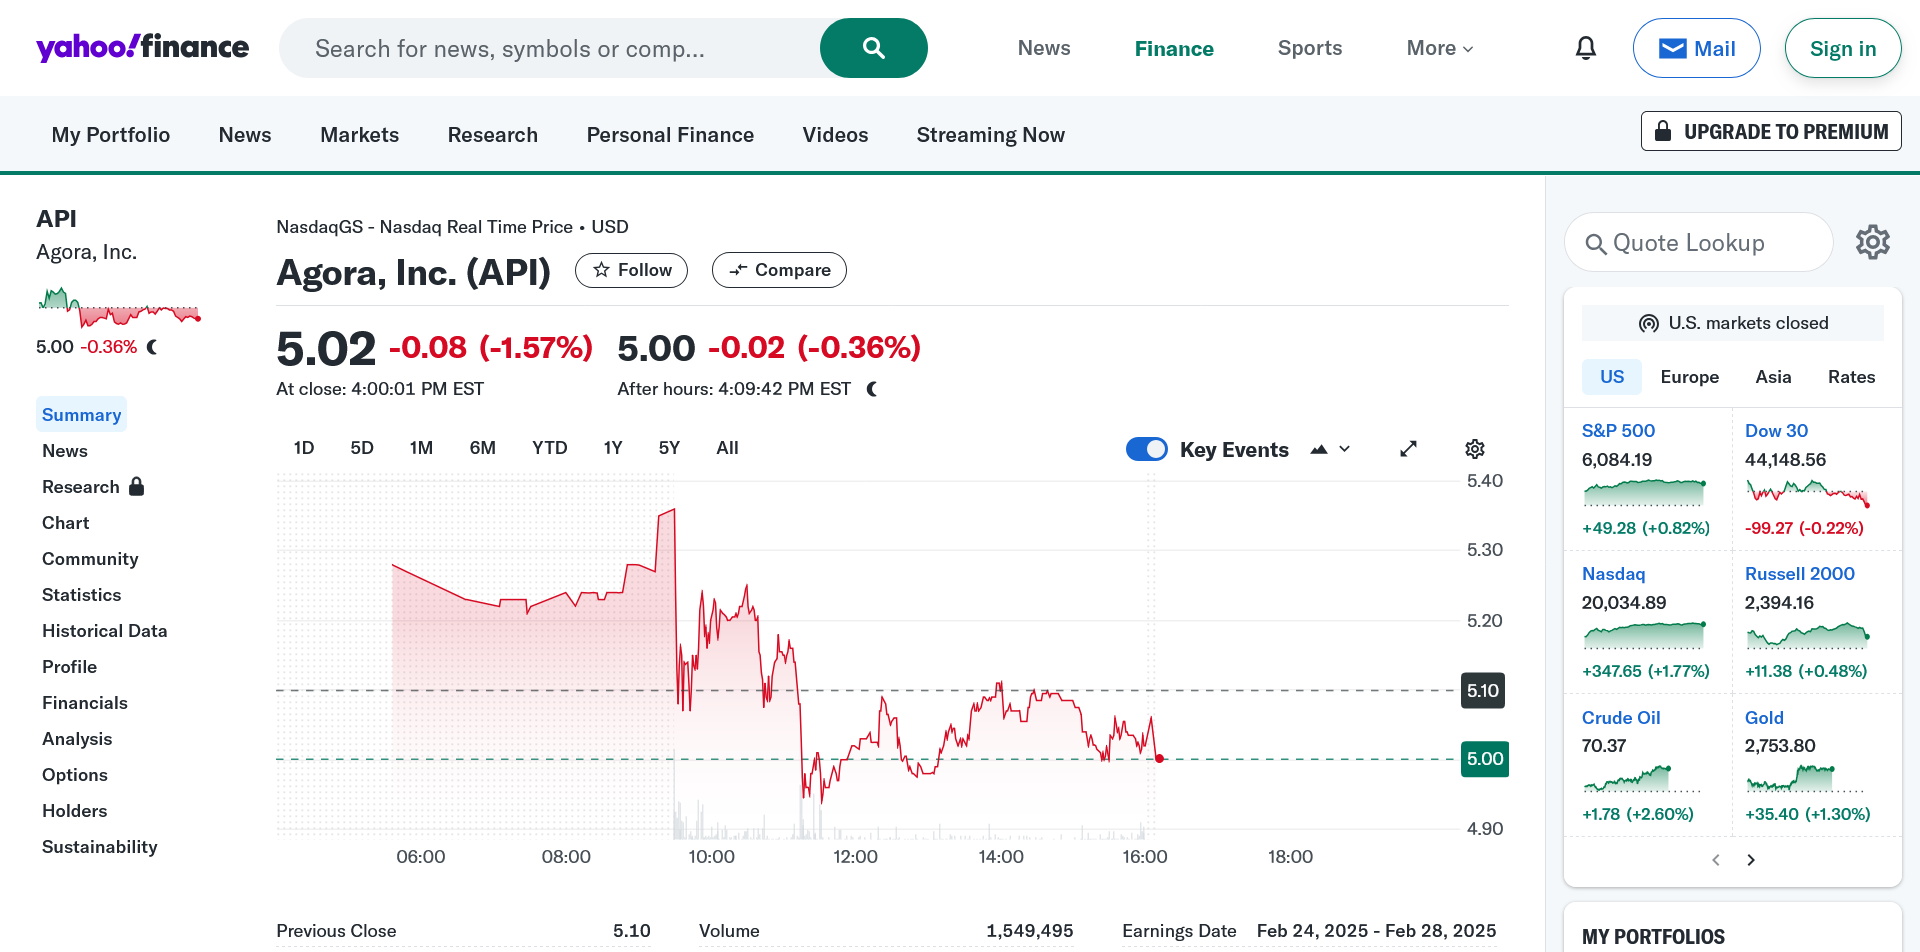 yahoo!finance
Search for news, symbols or comp...
News
Finance
Sports
More
Mail
Sign in
My Portfolio
News
Markets
Research
Personal Finance
Videos
Streaming Now
UPGRADE TO PREMIUM
API
Agora, Inc.
5.00 -0.36%
Summary
News
Research
Chart
Community
Statistics
Historical Data
Profile
Financials
Analysis
Options
Holders
Sustainability
NasdaqGS - Nasdaq Real Time Price • USD
Agora, Inc. (API)
Follow
Compare
5.02 -0.08 (-1.57%)
At close: 4:00:01 PM EST
5.00 -0.02 (-0.36%)
After hours: 4:09:42 PM EST
1D
5D
1M
6M
YTD
1Y
5Y
All
Key Events
5.40
5.30
5.20
5.10
5.00
4.90
06:00
08:00
10:00
12:00
14:00
16:00
18:00
Previous Close 5.10
Volume 1,549,495
Earnings Date Feb 24, 2025 - Feb 28, 2025
Quote Lookup
U.S. markets closed
US
Europe
Asia
Rates
S&P 500
6,084.19
+49.28 (+0.82%)
Dow 30
44,148.56
-99.27 (-0.22%)
Nasdaq
20,034.89
+347.65 (+1.77%)
Russell 2000
2,394.16
+11.38 (+0.48%)
Crude Oil
70.37
+1.78 (+2.60%)
Gold
2,753.80
+35.40 (+1.30%)
MY PORTFOLIOS